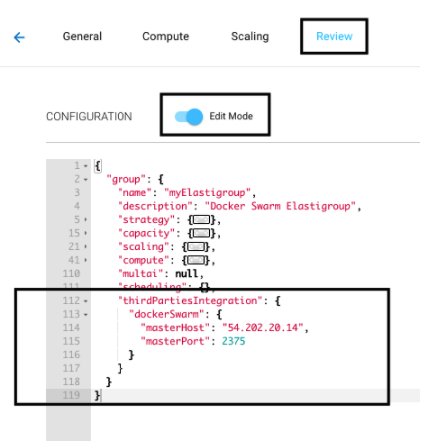 General Compute Scaling Review
CONFIGURATION Edit Mode
1 {
2 "group": {
3 "name": "myElastigroup",
4 "description": "Docker Swarm Elastigroup",
5 "strategy": {},
15 "capacity": {},
21 "scaling": {},
41 "compute": {},
110 "multai": null,
111 "scheduling": {},
112 "thirdPartiesIntegration": {
113 "dockerSwarm": {
114 "masterHost": "54.202.20.14",
115 "masterPort": 2375
116 }
117 }
118 }
119 }